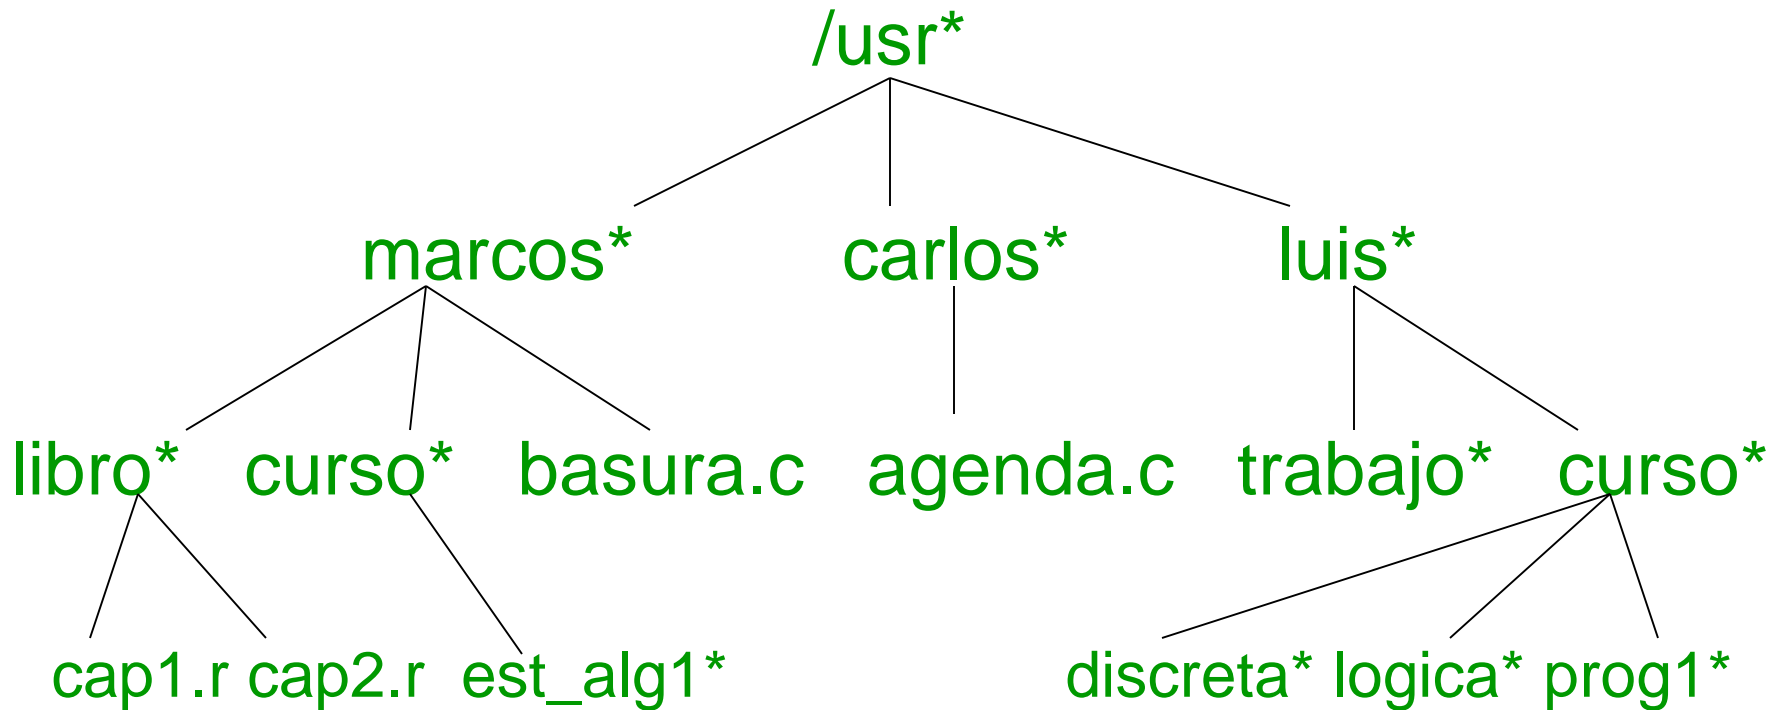 /usr*
marcos* carlos* luis*
libro* curso* basura.c agenda.c trabajo* curso*
cap1.r cap2.r est_alg1* discreta* logica* prog1*